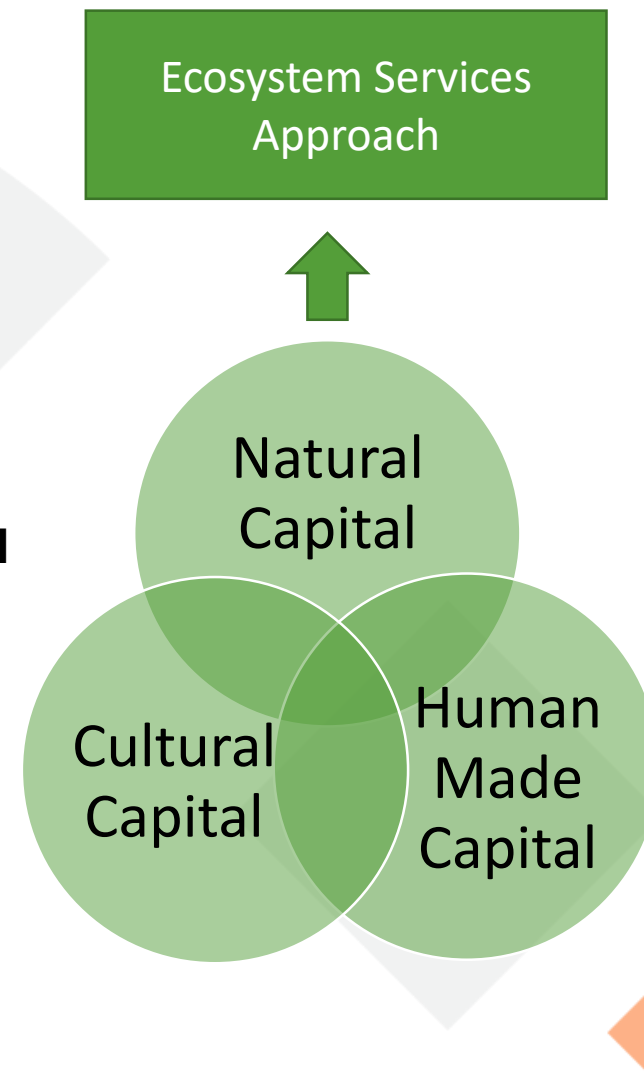 Ecosystem Services
Approach
Natural
Capital
Cultural
Capital
Human
Made
Capital